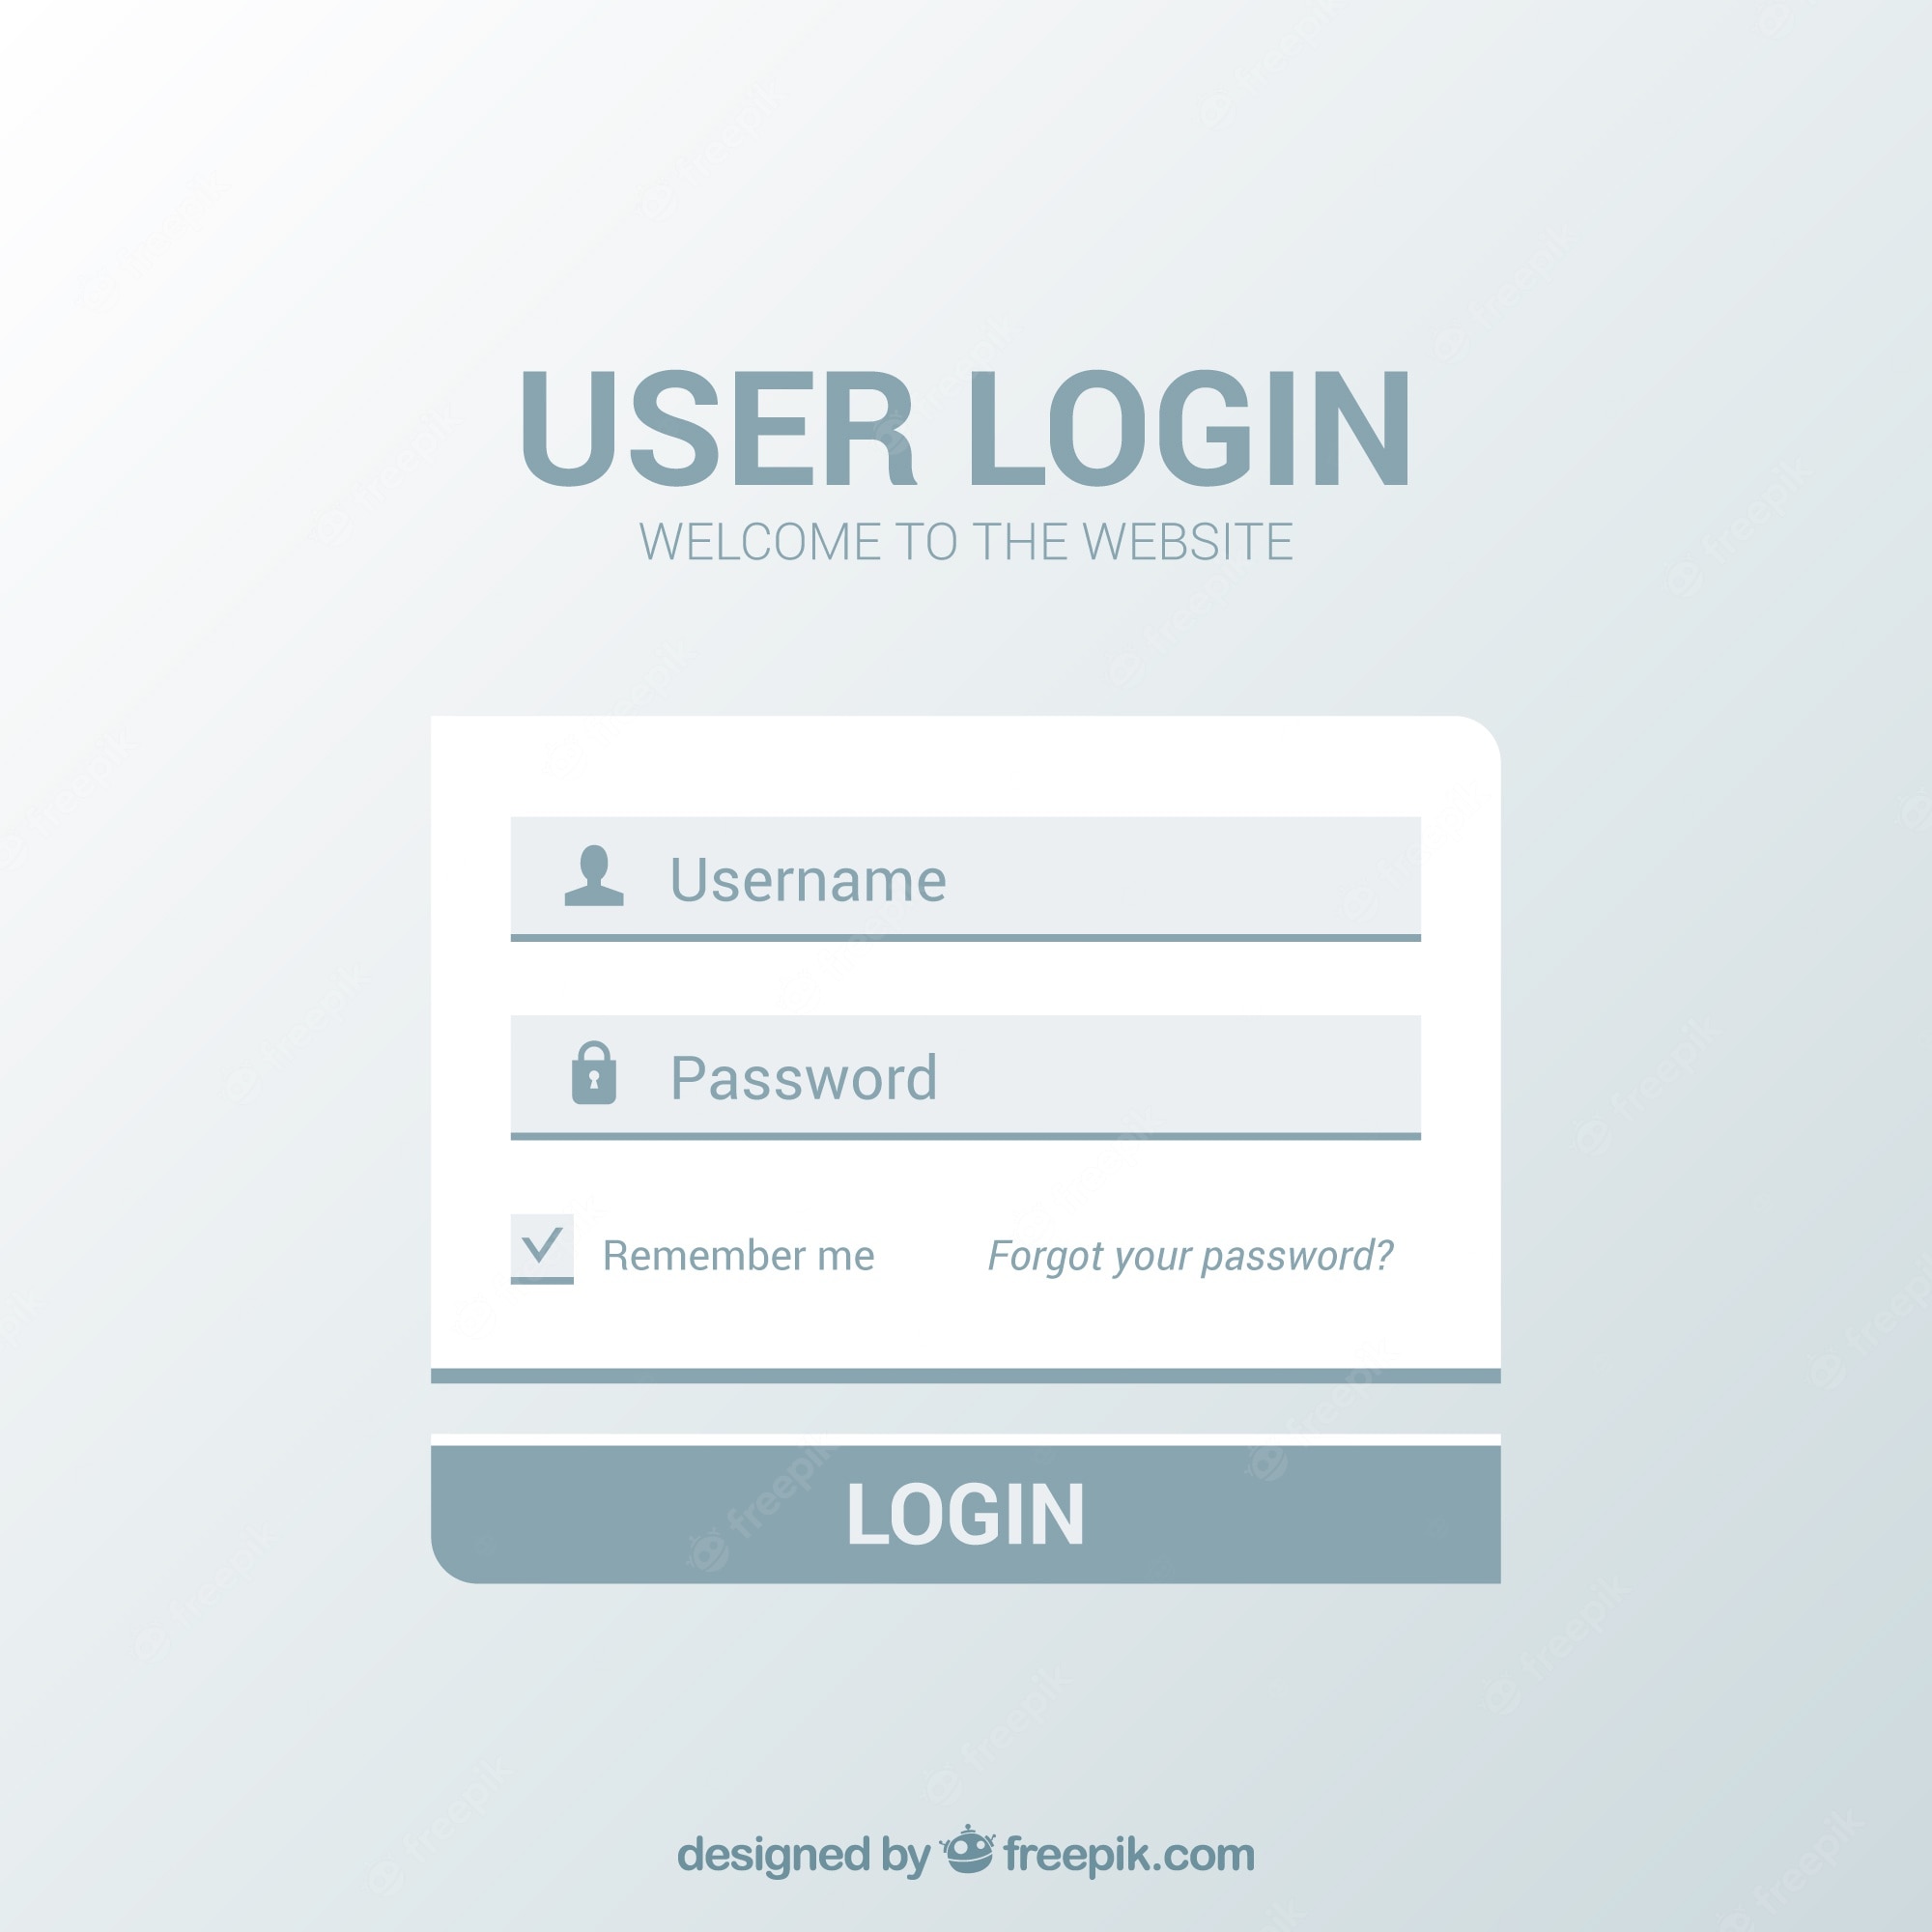 USER LOGIN
WELCOME TO THE WEBSITE
Username
Password
Remember me
Forgot your password?
LOGIN
designed by freepik.com